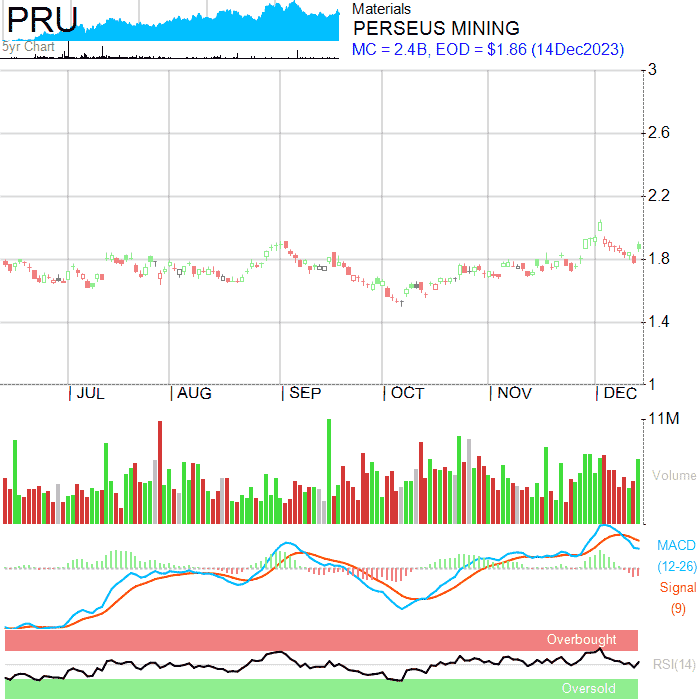 PRU
5yr Chart
Materials
PERSEUS MINING
MC = 2.4B, EOD = $1.86 (14Dec2023)
3
2.6
2.2
1.8
1.4
1
JUL AUG SEP OCT NOV DEC
11M
Volume
MACD
(12-26)
Signal
(9)
Overbought
RSI(14)
Oversold